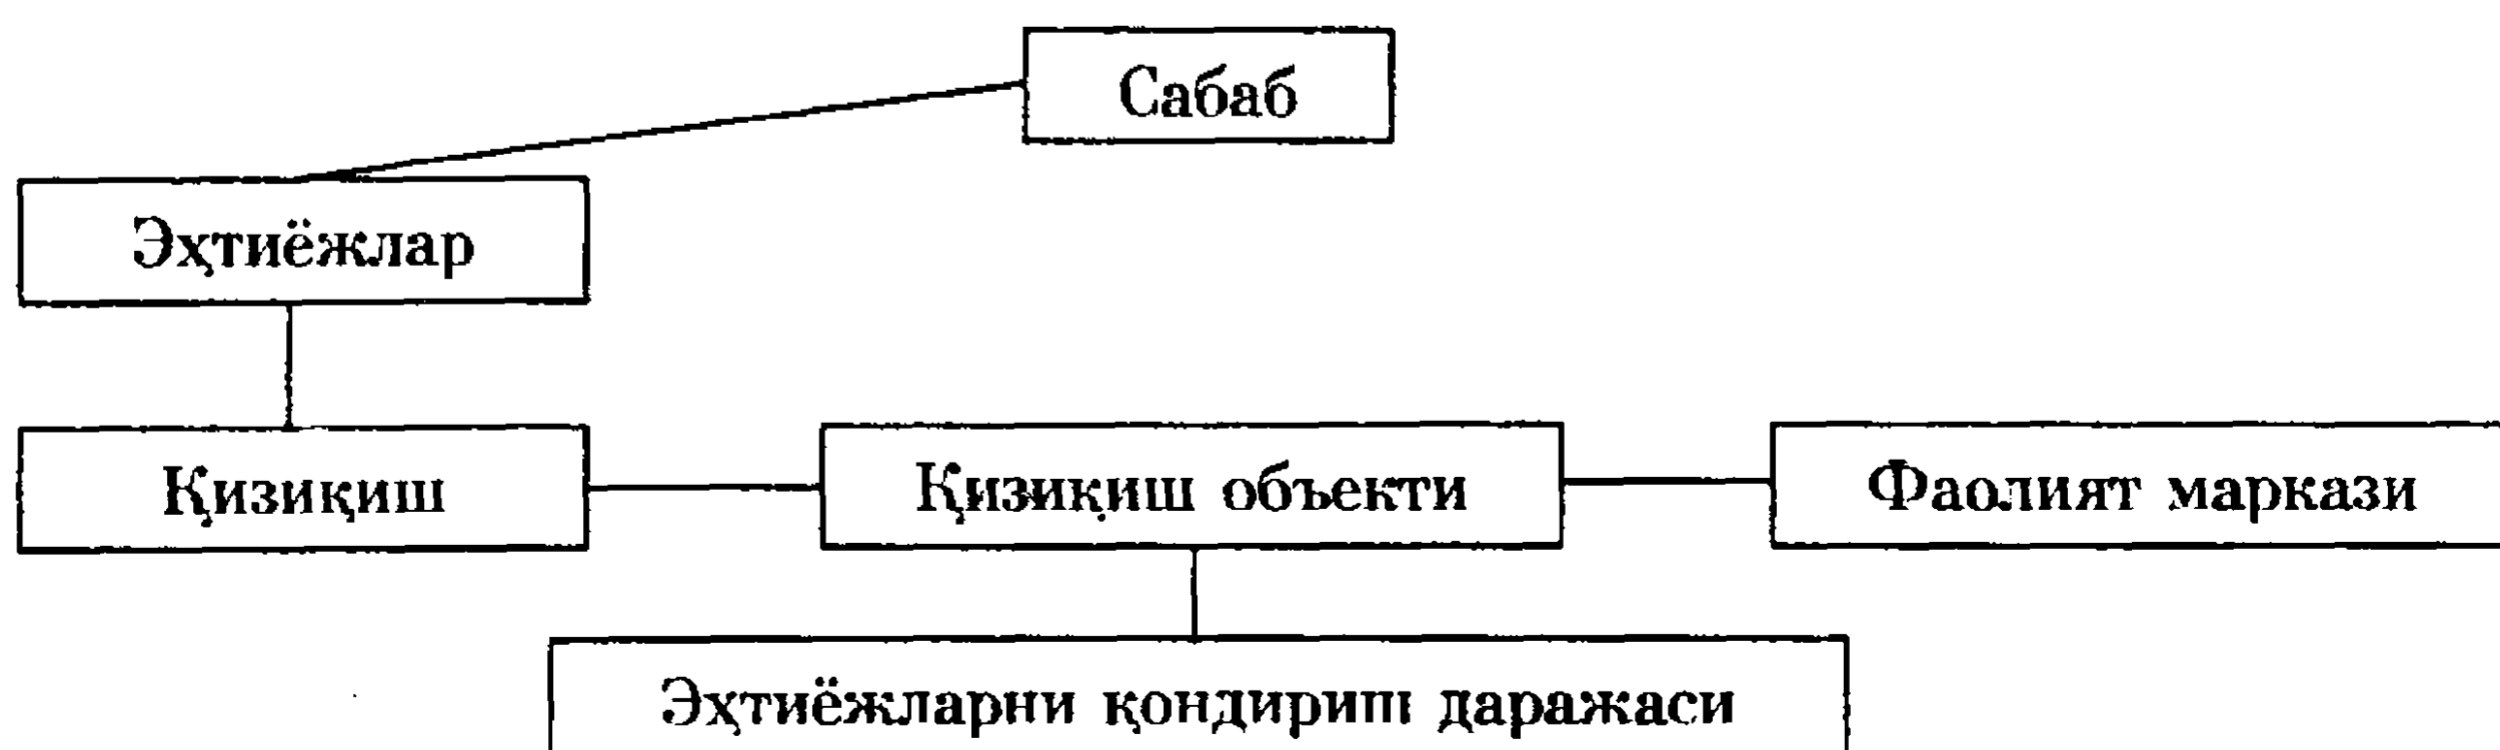 Сабаб
Эҳтиёжлар
Қизиқиш
Қизиқиш объекти
Фаолият маркази
Эҳтиёжларни қондириш даражаси